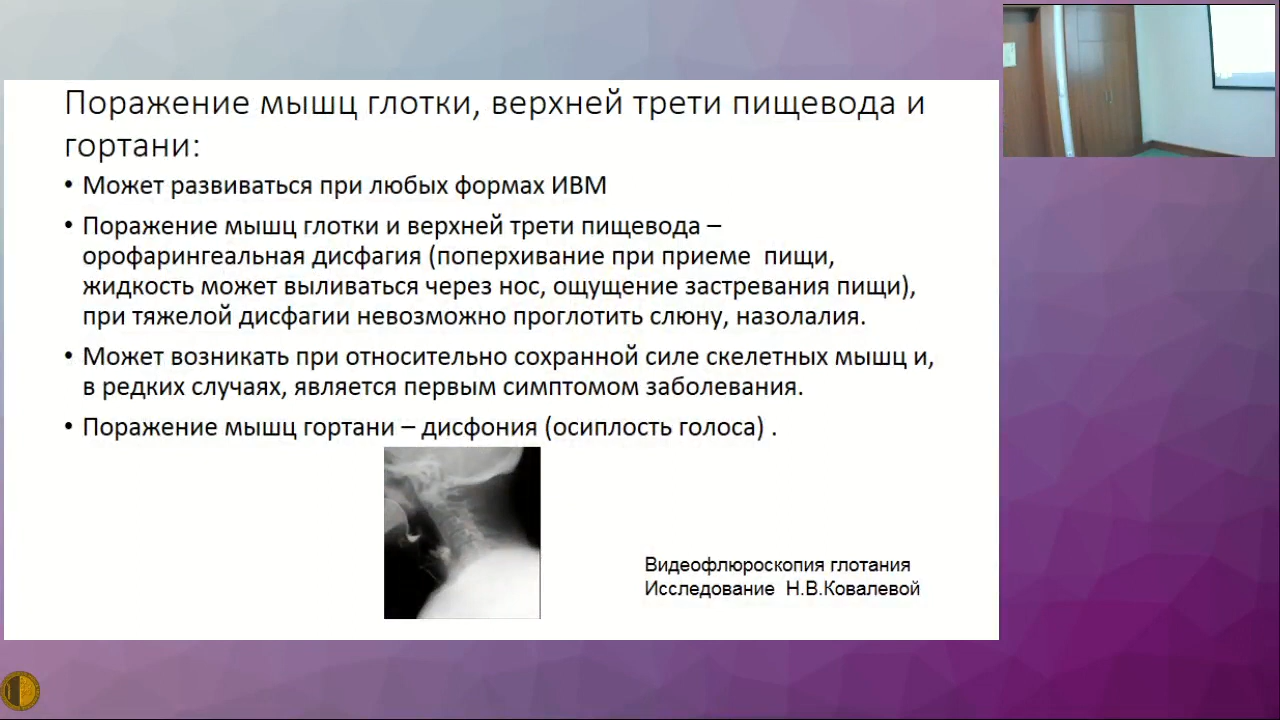 Поражение мышц глотки, верхней трети пищевода и
гортани:
• Может развиваться при любых формах ИВМ
• Поражение мышц глотки и верхней трети пищевода –
орофарингеальная дисфагия (поперхивание при приеме  пищи,
жидкость может выливаться через нос, ощущение застревания пищи),
при тяжелой дисфагии невозможно проглотить слюну, назолалия.
• Может возникать при относительно сохранной силе скелетных мышц и,
в редких случаях, является первым симптомом заболевания.
• Поражение мышц гортани – дисфония (осиплость голоса) .
Видеофлюроскопия глотания
Исследование  Н.В.Ковалевой